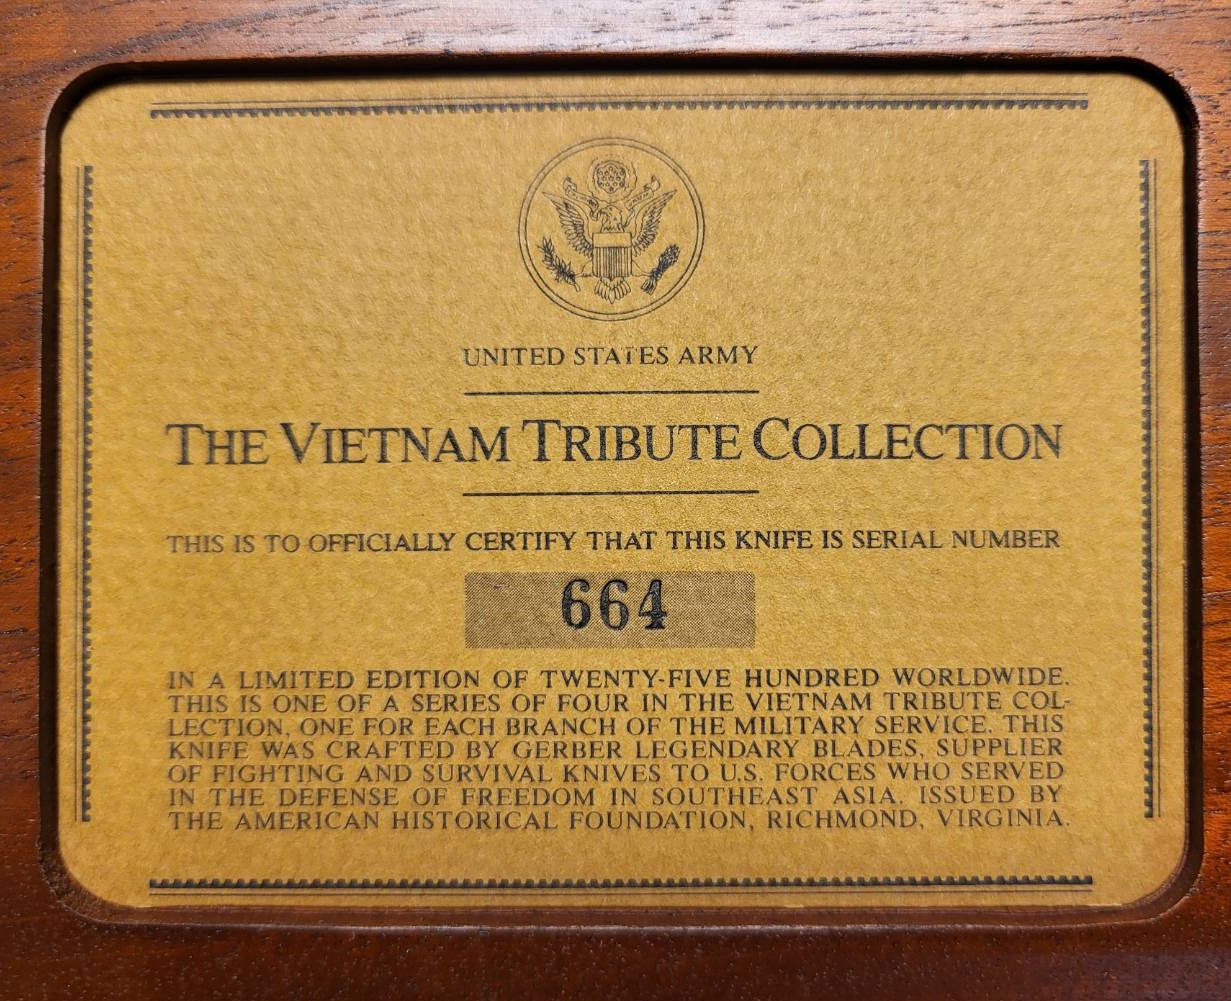 UNITED STATES ARMY
THE VIETNAM TRIBUTE COLLECTION
THIS IS TO OFFICIALLY CERTIFY THAT THIS KNIFE IS SERIAL NUMBER
664
IN A LIMITED EDITION OF TWENTY-FIVE HUNDRED WORLDWIDE.
THIS IS ONE OF A SERIES OF FOUR IN THE VIETNAM TRIBUTE COL-
LECTION, ONE FOR EACH BRANCH OF THE MILITARY SERVICE. THIS
KNIFE WAS CRAFTED BY GERBER LEGENDARY BLADES, SUPPLIER
OF FIGHTING AND SURVIVAL KNIVES TO U.S. FORCES WHO SERVED
IN THE DEFENSE OF FREEDOM IN SOUTHEAST ASIA. ISSUED BY
THE AMERICAN HISTORICAL FOUNDATION, RICHMOND, VIRGINIA.